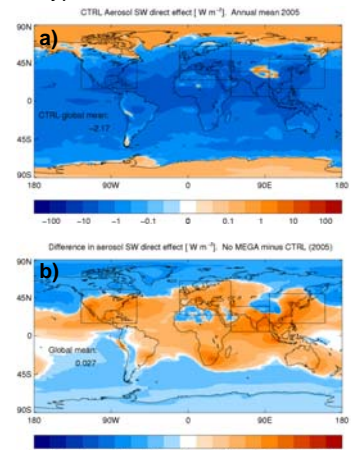 CTRL Aerosol SW direct effect [ W m⁻² ]. Annual mean 2005
a)
90N
45N
0
45S
90S
CTRL global mean:
-2.17
180 90W 0 90E 180
-100 -10 -1 -0.1 0 0.1 1 10 100
Difference in aerosol SW direct effect [ W m⁻² ]. No MEGA minus CTRL (2005)
b)
90N
45N
0
45S
90S
Global mean:
0.027
180 90W 0 90E 180